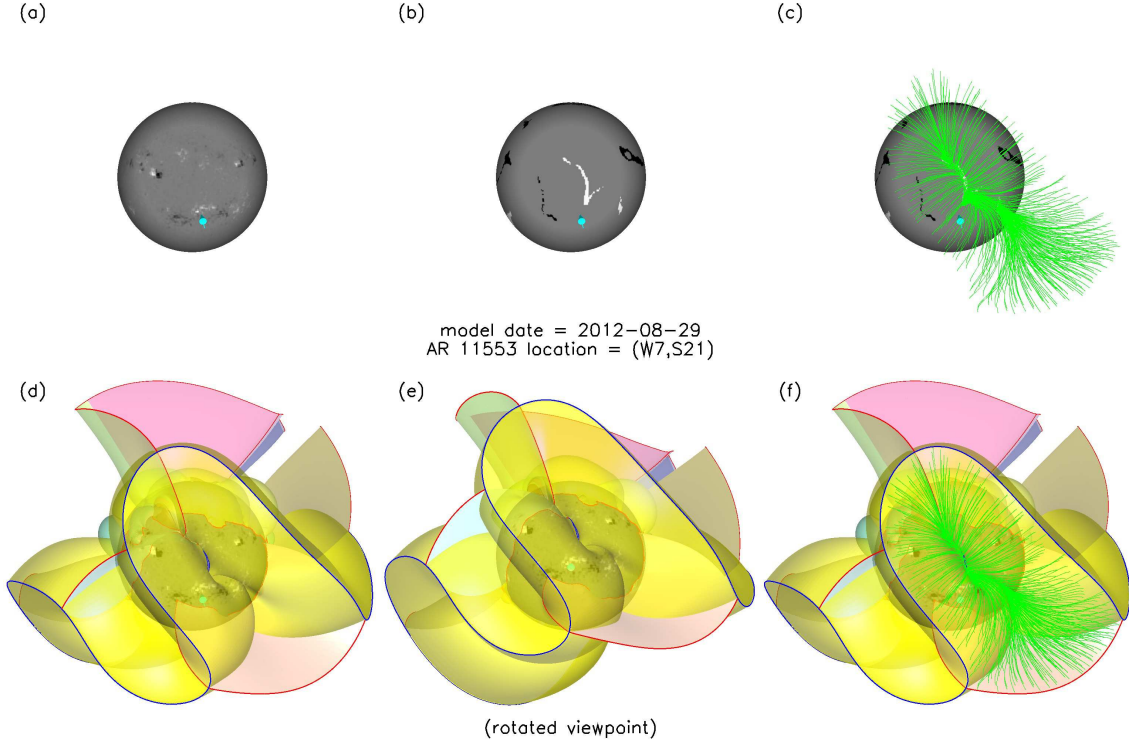 (a)
(b)
(c)
model date = 2012-08-29
AR 11553 location = (W7,S21)
(d)
(e)
(f)
(rotated viewpoint)